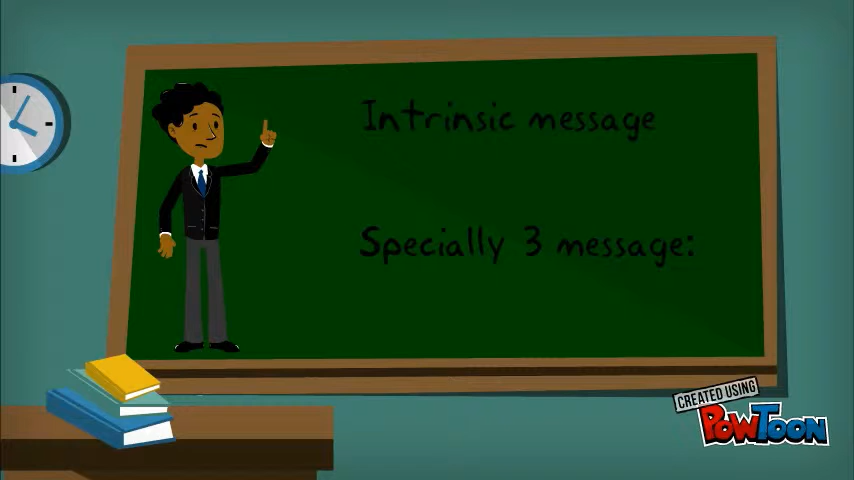 Intrinsic message
Specially 3 message:
CREATED USING
POWTOON